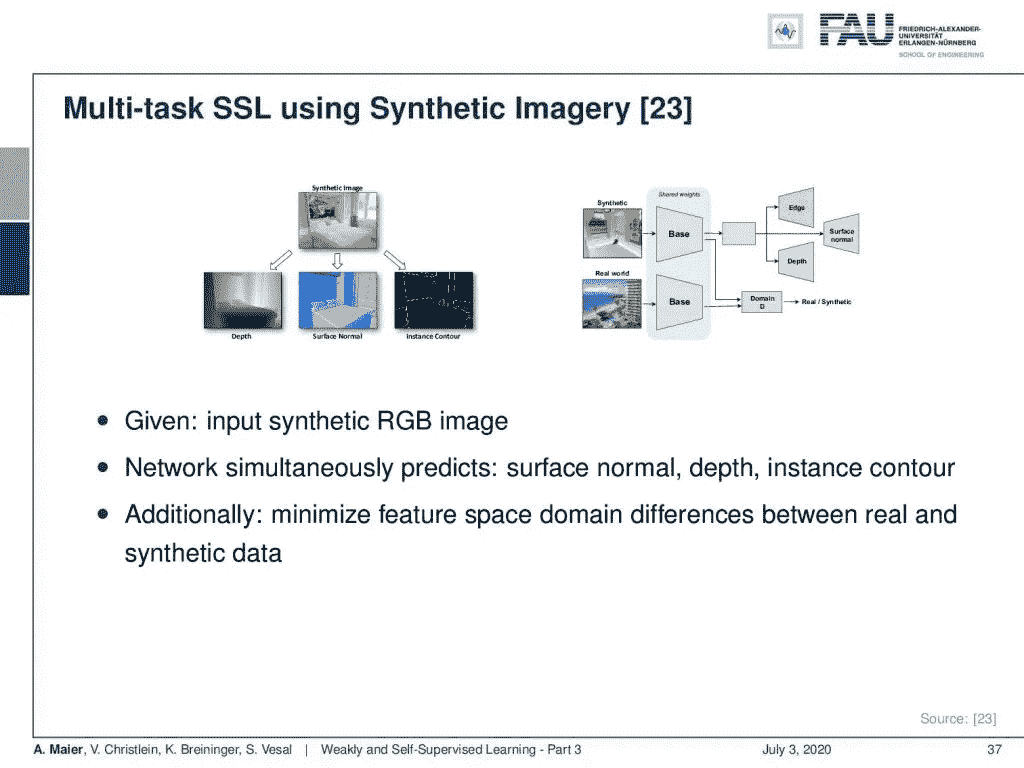 FAU
FRIEDRICH-ALEXANDER-
UNIVERSITÄT
ERLANGEN-NÜRNBERG
SCHOOL OF ENGINEERING
Multi-task SSL using Synthetic Imagery [23]
Synthetic Image
Depth
Surface Normal
Instance Contour
Shared weights
Synthetic
Base
Edge
Surface
normal
Depth
Real world
Base
Domain
D
Real / Synthetic
• Given: input synthetic RGB image
• Network simultaneously predicts: surface normal, depth, instance contour
• Additionally: minimize feature space domain differences between real and
synthetic data
Source: [23]
A. Maier, V. Christlein, K. Breininger, S. Vesal | Weakly and Self-Supervised Learning - Part 3 July 3, 2020 37